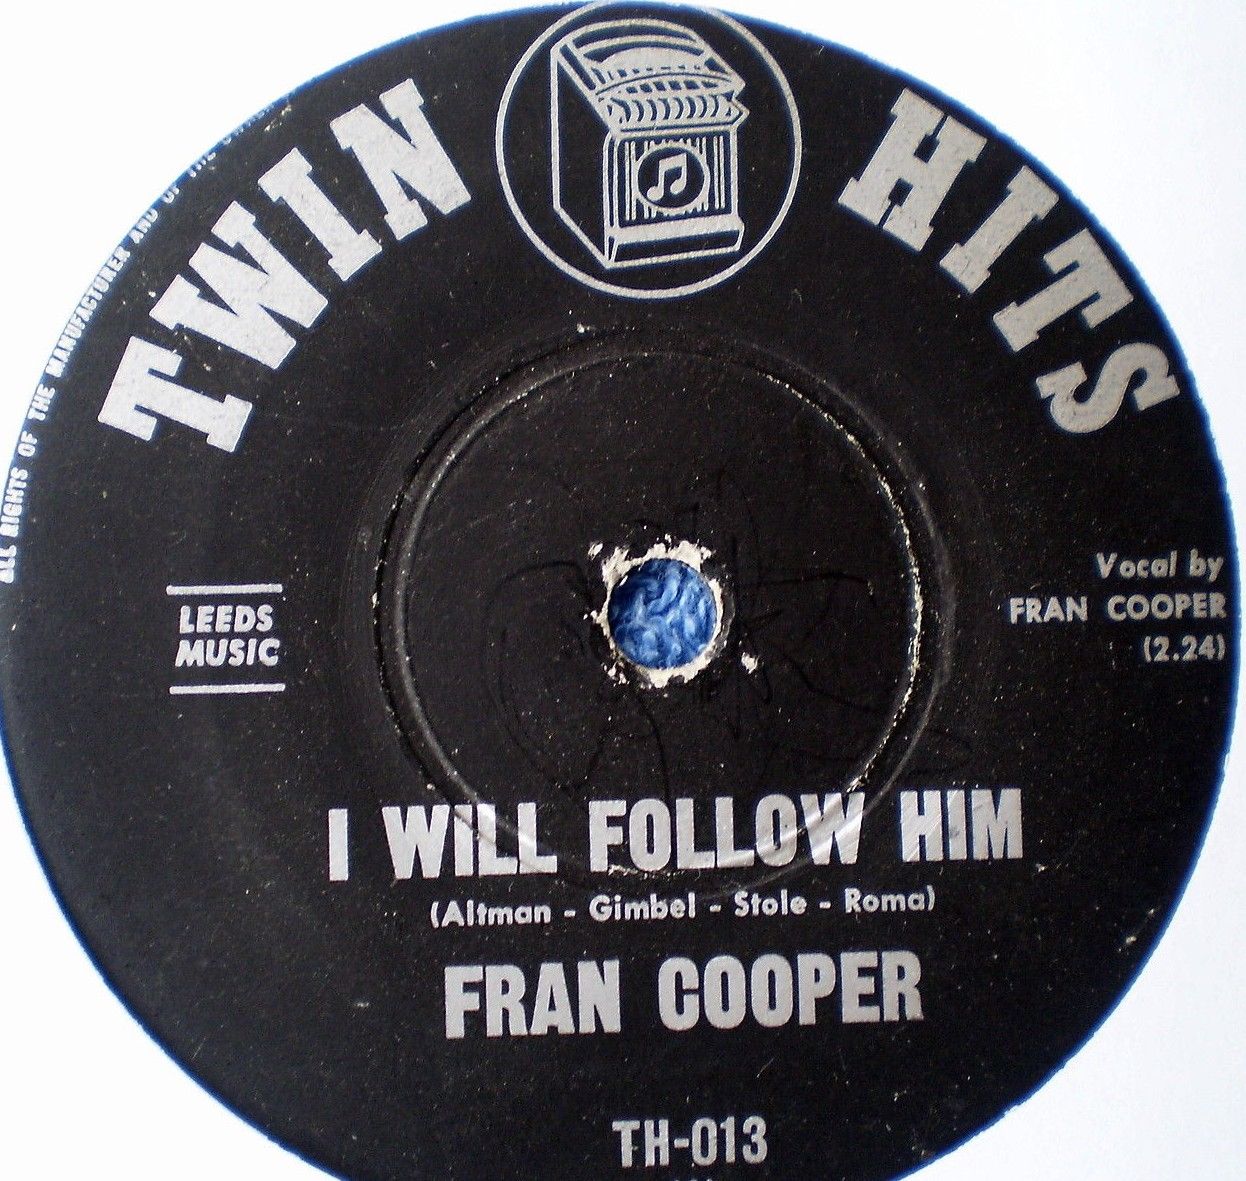 TWIN HITS
ALL RIGHTS OF THE MANUFACTURER AND OF THE
LEEDS
MUSIC
Vocal by
FRAN COOPER
(2.24)
I WILL FOLLOW HIM
(Altman - Gimbel - Stole - Roma)
FRAN COOPER
TH-013